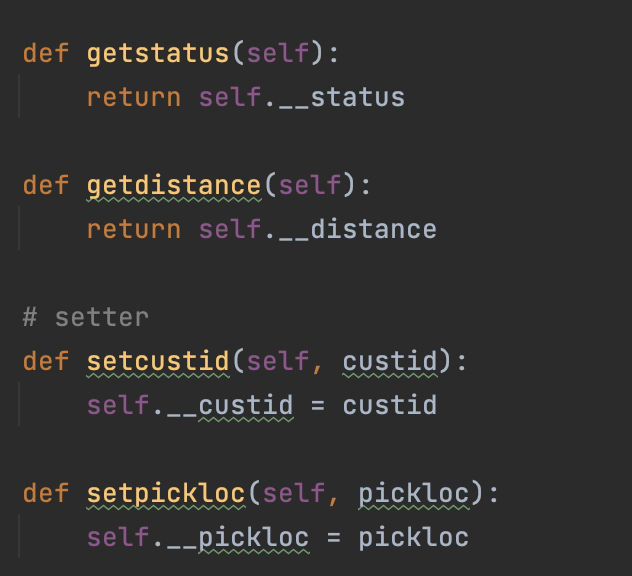 def getstatus(self):
    return self.__status
def getdistance(self):
    return self.__distance
# setter
def setcustid(self, custid):
    self.__custid = custid
def setpickloc(self, pickloc):
    self.__pickloc = pickloc